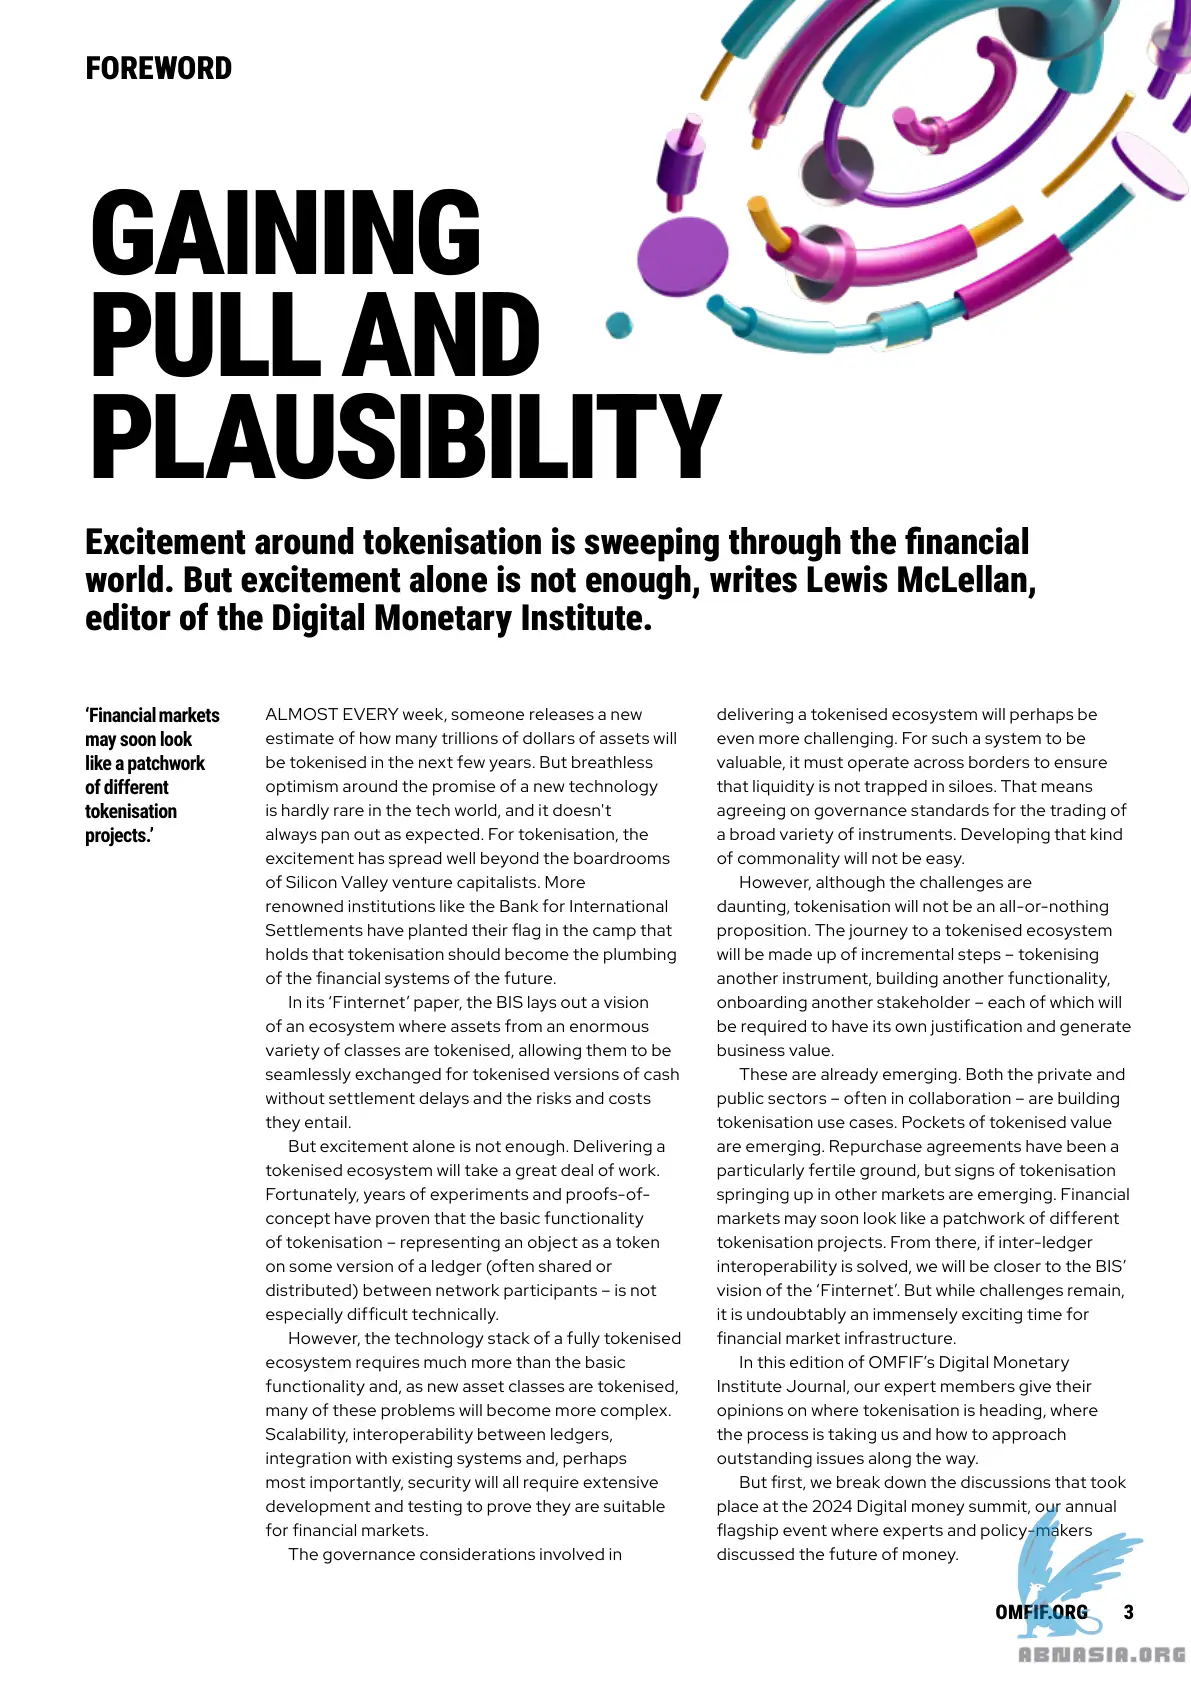 FOREWORD
GAINING
PULL AND
PLAUSIBILITY
Excitement around tokenisation is sweeping through the financial
world. But excitement alone is not enough, writes Lewis McLellan,
editor of the Digital Monetary Institute.
‘Financial markets
may soon look
like a patchwork
of different
tokenisation
projects.’
ALMOST EVERY week, someone releases a new
estimate of how many trillions of dollars of assets will
be tokenised in the next few years. But breathless
optimism around the promise of a new technology
is hardly rare in the tech world, and it doesn't
always pan out as expected. For tokenisation, the
excitement has spread well beyond the boardrooms
of Silicon Valley venture capitalists. More
renowned institutions like the Bank for International
Settlements have planted their flag in the camp that
holds that tokenisation should become the plumbing
of the financial systems of the future.
In its ‘Finternet’ paper, the BIS lays out a vision
of an ecosystem where assets from an enormous
variety of classes are tokenised, allowing them to be
seamlessly exchanged for tokenised versions of cash
without settlement delays and the risks and costs
they entail.
But excitement alone is not enough. Delivering a
tokenised ecosystem will take a great deal of work.
Fortunately, years of experiments and proofs-of-
concept have proven that the basic functionality
of tokenisation – representing an object as a token
on some version of a ledger (often shared or
distributed) between network participants – is not
especially difficult technically.
However, the technology stack of a fully tokenised
ecosystem requires much more than the basic
functionality and, as new asset classes are tokenised,
many of these problems will become more complex.
Scalability, interoperability between ledgers,
integration with existing systems and, perhaps
most importantly, security will all require extensive
development and testing to prove they are suitable
for financial markets.
The governance considerations involved in
delivering a tokenised ecosystem will perhaps be
even more challenging. For such a system to be
valuable, it must operate across borders to ensure
that liquidity is not trapped in siloes. That means
agreeing on governance standards for the trading of
a broad variety of instruments. Developing that kind
of commonality will not be easy.
However, although the challenges are
daunting, tokenisation will not be an all-or-nothing
proposition. The journey to a tokenised ecosystem
will be made up of incremental steps – tokenising
another instrument, building another functionality,
onboarding another stakeholder – each of which will
be required to have its own justification and generate
business value.
These are already emerging. Both the private and
public sectors – often in collaboration – are building
tokenisation use cases. Pockets of tokenised value
are emerging. Repurchase agreements have been a
particularly fertile ground, but signs of tokenisation
springing up in other markets are emerging. Financial
markets may soon look like a patchwork of different
tokenisation projects. From there, if inter-ledger
interoperability is solved, we will be closer to the BIS’
vision of the ‘Finternet’. But while challenges remain,
it is undoubtably an immensely exciting time for
financial market infrastructure.
In this edition of OMFIF’s Digital Monetary
Institute Journal, our expert members give their
opinions on where tokenisation is heading, where
the process is taking us and how to approach
outstanding issues along the way.
But first, we break down the discussions that took
place at the 2024 Digital money summit, our annual
flagship event where experts and policy-makers
discussed the future of money.
OMFIF.ORG 3
ABNASIA.ORG